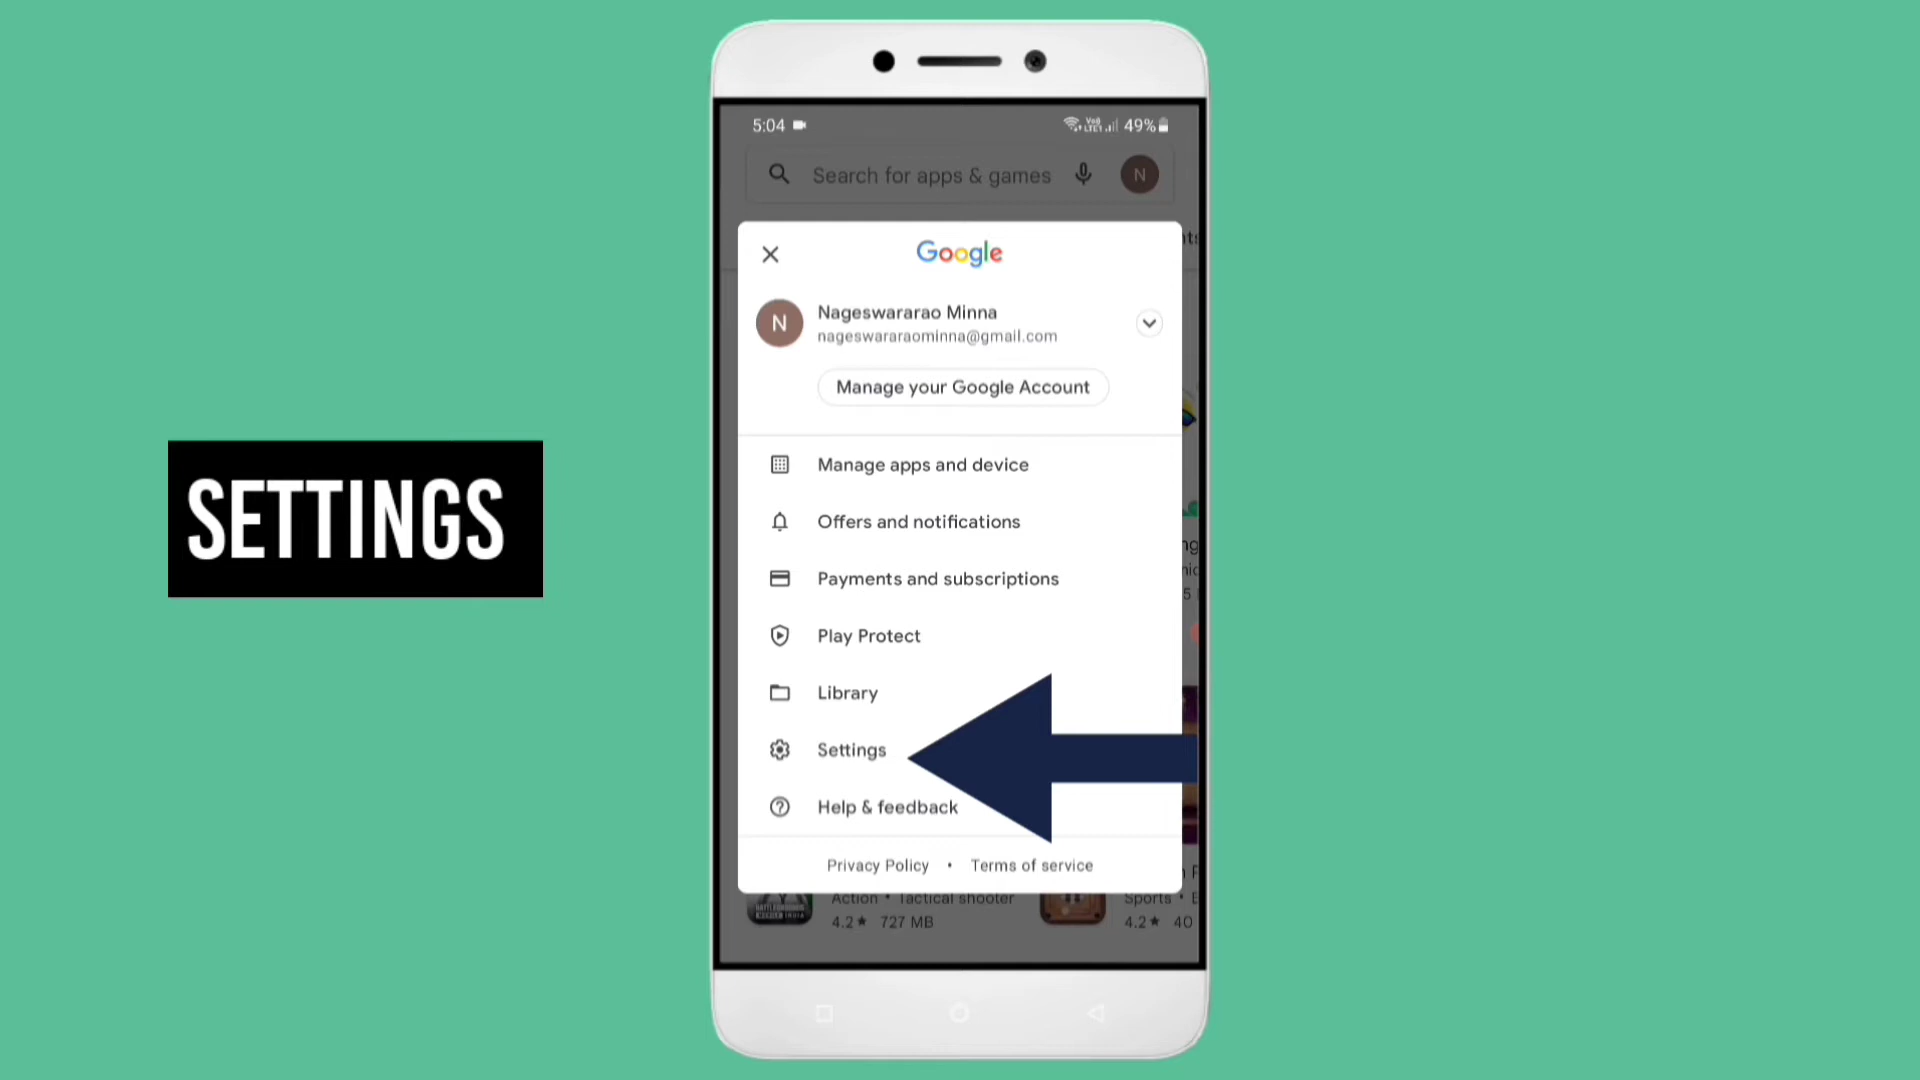 SETTINGS
5:04
49%
Search for apps & games
N
Google
N
Nageswararao Minna
nageswararaominna@gmail.com
Manage your Google Account
Manage apps and device
Offers and notifications
Payments and subscriptions
Play Protect
Library
Settings
Help & feedback
Privacy Policy • Terms of service
Action • Tactical shooter
4.2★ 727 MB
Sports •
4.2★ 40